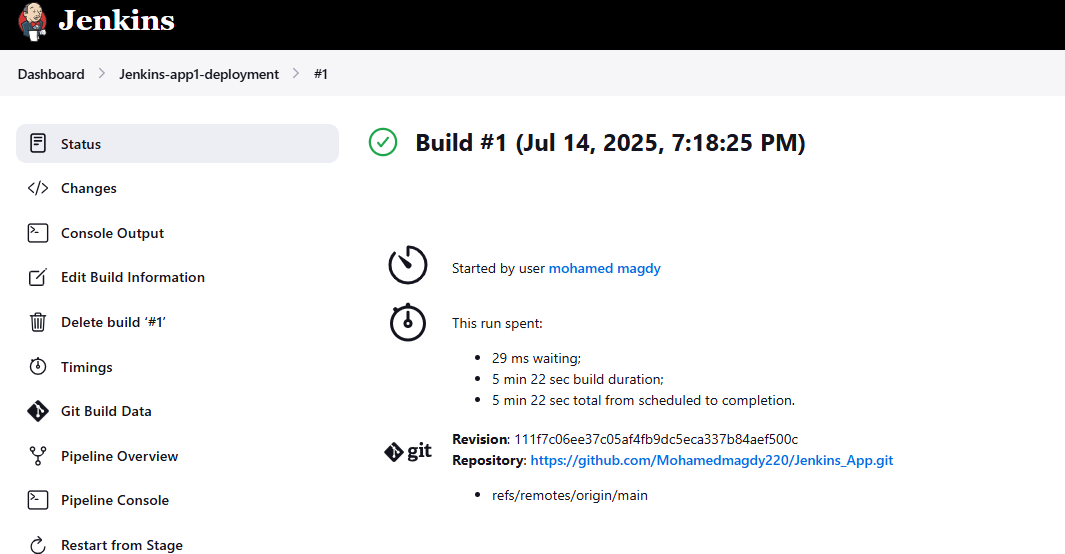 Jenkins
Dashboard > Jenkins-app1-deployment > #1
Status
Changes
Console Output
Edit Build Information
Delete build ‘#1’
Timings
Git Build Data
Pipeline Overview
Pipeline Console
Restart from Stage
Build #1 (Jul 14, 2025, 7:18:25 PM)
Started by user mohamed magdy
This run spent:
• 29 ms waiting;
• 5 min 22 sec build duration;
• 5 min 22 sec total from scheduled to completion.
git
Revision: 111f7c06ee37c05af4fb9dc5eca337b84aef500c
Repository: https://github.com/Mohamedmagdy220/Jenkins_App.git
• refs/remotes/origin/main